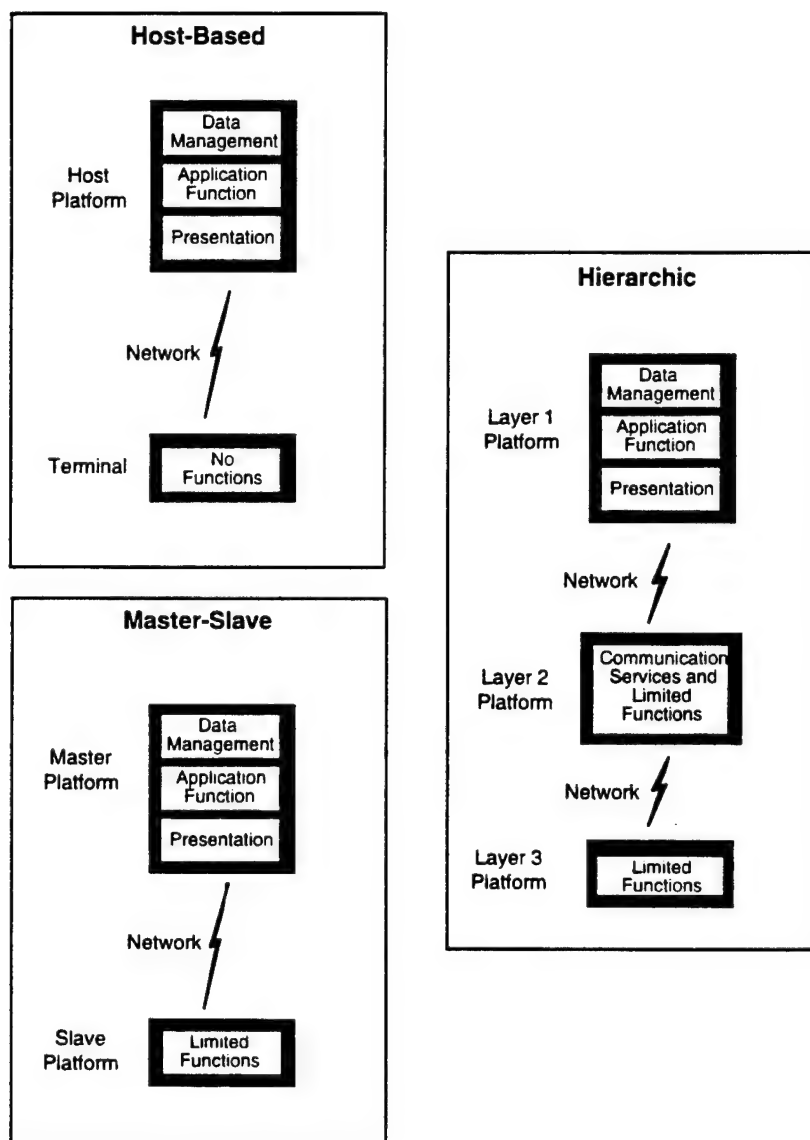 Host-Based
Host
Platform
Data
Management
Application
Function
Presentation
Network
Terminal
No
Functions
Master-Slave
Master
Platform
Data
Management
Application
Function
Presentation
Network
Slave
Platform
Limited
Functions
Hierarchic
Layer 1
Platform
Data
Management
Application
Function
Presentation
Network
Layer 2
Platform
Communication
Services and
Limited
Functions
Network
Layer 3
Platform
Limited
Functions